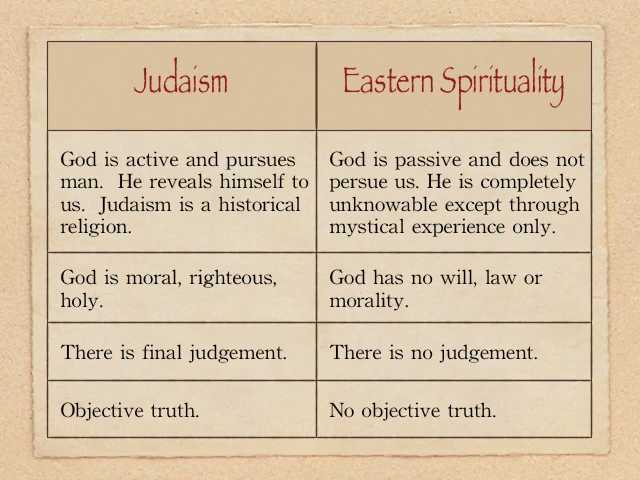 Judaism
Eastern Spirituality
God is active and pursues
man.  He reveals himself to
us.  Judaism is a historical
religion.
God is passive and does not
persue us. He is completely
unknowable except through
mystical experience only.
God is moral, righteous,
holy.
God has no will, law or
morality.
There is final judgement.
There is no judgement.
Objective truth.
No objective truth.